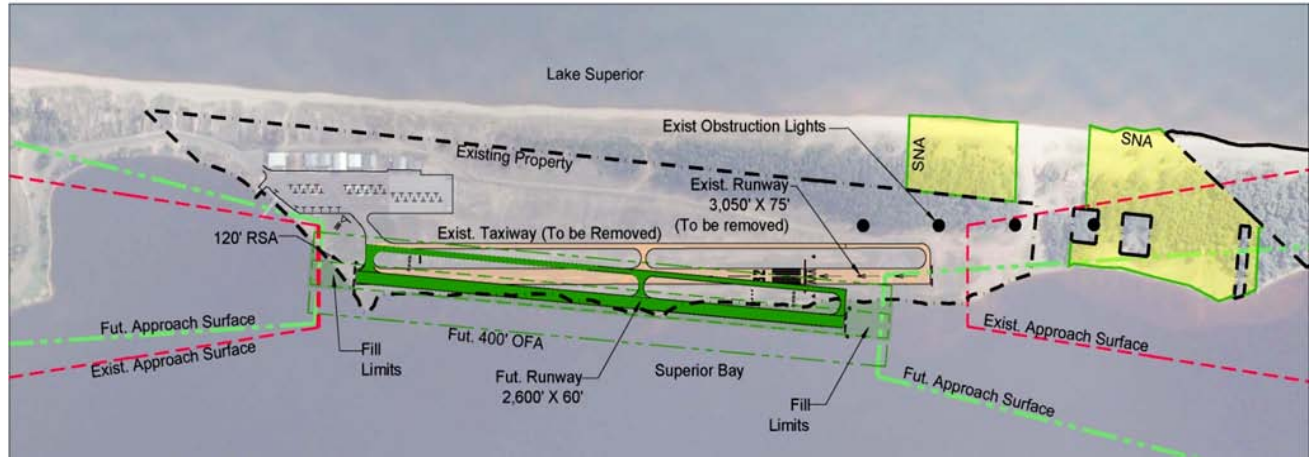 Lake Superior
SNA
Exist Obstruction Lights
SNA
Existing Property
Exist. Runway
3,050' X 75'
(To be removed)
120' RSA
Exist. Taxiway (To be Removed)
Fut. Approach Surface
Exist. Approach Surface
Fill
Limits
Fut. 400' OFA
Superior Bay
Fut. Runway
2,600' X 60'
Fill
Limits
Exist. Approach Surface
Fut. Approach Surface